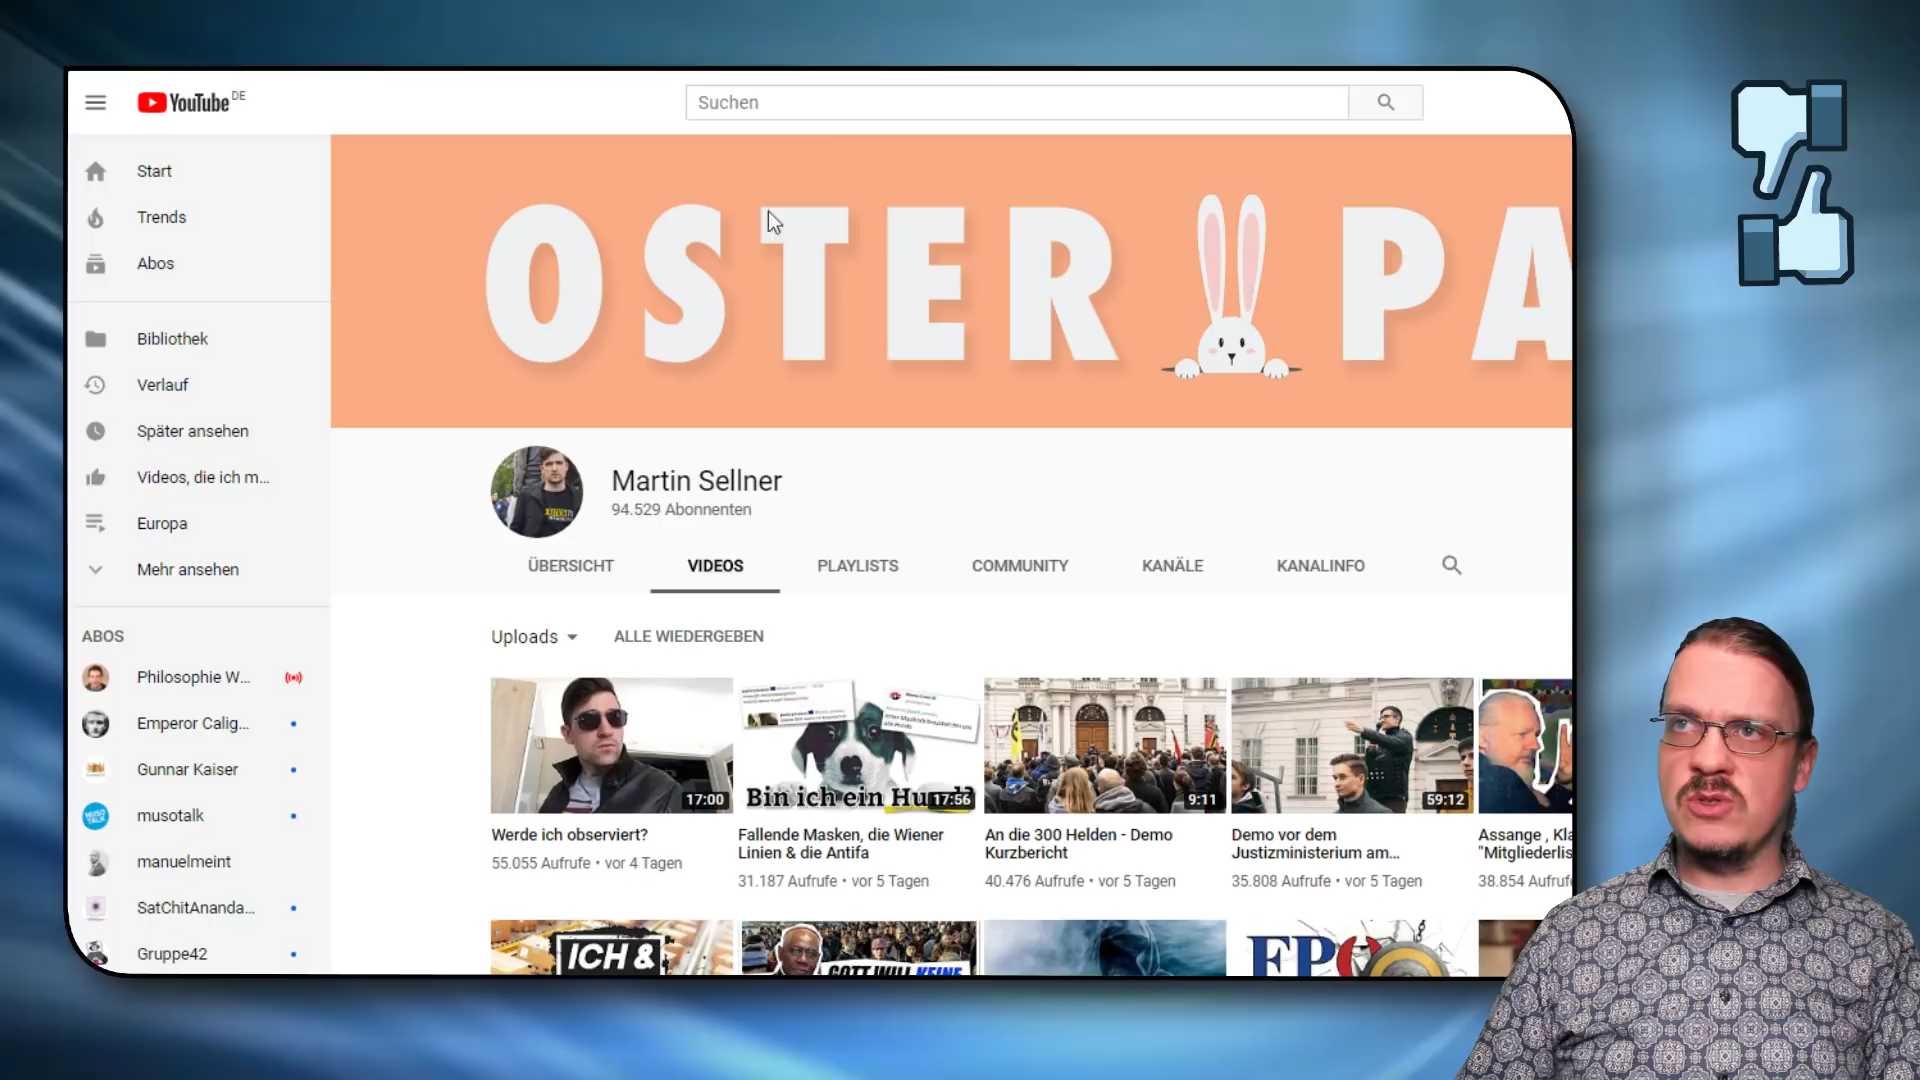 YouTube DE
Suchen
Start
Trends
Abos
Bibliothek
Verlauf
Später ansehen
Videos, die ich m...
Europa
Mehr ansehen
ABOS
Philosophie W...
Emperor Calig...
Gunnar Kaiser
musotalk
manuelmeint
SatChitAnanda...
Gruppe42
OSTER PA
Martin Sellner
94.529 Abonnenten
ÜBERSICHT VIDEOS PLAYLISTS COMMUNITY KANÄLE KANALINFO
Uploads ALLE WIEDERGEBEN
17:00
Werde ich observiert?
55.055 Aufrufe • vor 4 Tagen
Bin ich ein
17:56
Fallende Masken, die Wiener
Linien & die Antifa
31.187 Aufrufe • vor 5 Tagen
9:11
An die 300 Helden - Demo
Kurzbericht
40.476 Aufrufe • vor 5 Tagen
59:12
Demo vor dem
Justizministerium am...
35.808 Aufrufe • vor 5 Tagen
Assange , Kla
"Mitgliederlis
38.854 Aufruf
ICH &
GOTT WILL KEINE
FPÖ